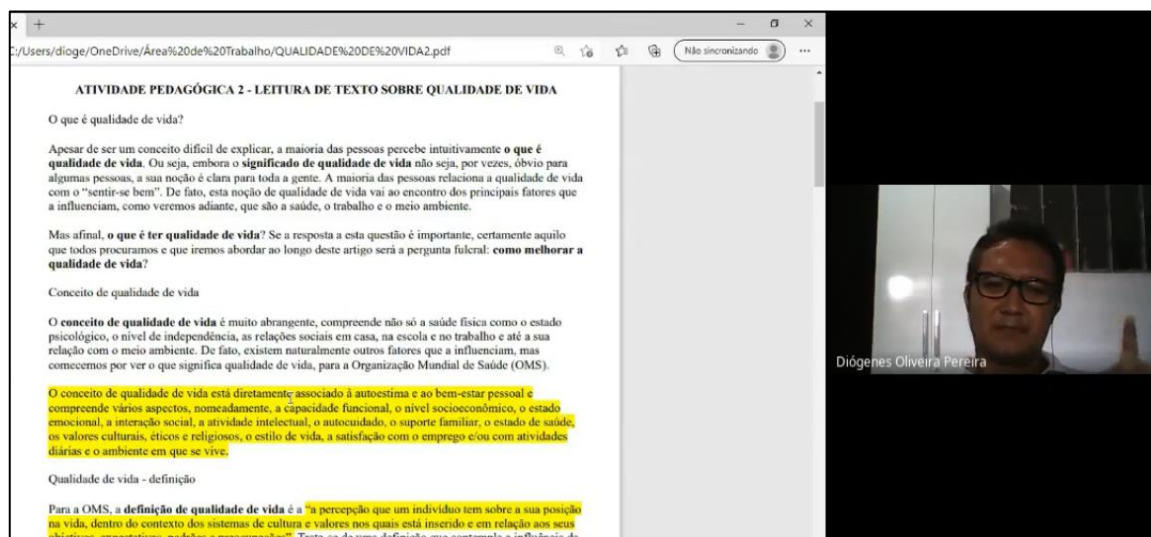 C:/Users/dioge/OneDrive/Área%20de%20Trabalho/QUALIDADE%20DE%20VIDA2.pdf
Não sincronizando
ATIVIDADE PEDAGÓGICA 2 - LEITURA DE TEXTO SOBRE QUALIDADE DE VIDA
O que é qualidade de vida?
Apesar de ser um conceito difícil de explicar, a maioria das pessoas percebe intuitivamente o que é
qualidade de vida. Ou seja, embora o significado de qualidade de vida não seja, por vezes, óbvio para
algumas pessoas, a sua noção é clara para toda a gente. A maioria das pessoas relaciona a qualidade de vida
com o “sentir-se bem”. De fato, esta noção de qualidade de vida vai ao encontro dos principais fatores que
a influenciam, como veremos adiante, que são a saúde, o trabalho e o meio ambiente.
Mas afinal, o que é ter qualidade de vida? Se a resposta a esta questão é importante, certamente aquilo
que todos procuramos e que iremos abordar ao longo deste artigo será a pergunta fulcral: como melhorar a
qualidade de vida?
Conceito de qualidade de vida
O conceito de qualidade de vida é muito abrangente, compreende não só a saúde física como o estado
psicológico, o nível de independência, as relações sociais em casa, na escola e no trabalho e até a sua
relação com o meio ambiente. De fato, existem naturalmente outros fatores que a influenciam, mas
comecemos por ver o que significa qualidade de vida, para a Organização Mundial de Saúde (OMS).
O conceito de qualidade de vida está diretamente associado à autoestima e ao bem-estar pessoal e
compreende vários aspectos, nomeadamente, a capacidade funcional, o nível socioeconômico, o estado
emocional, a interação social, a atividade intelectual, o autocuidado, o suporte familiar, o estado de saúde,
os valores culturais, éticos e religiosos, o estilo de vida, a satisfação com o emprego e/ou com atividades
diárias e o ambiente em que se vive.
Qualidade de vida - definição
Para a OMS, a definição de qualidade de vida é a “a percepção que um indivíduo tem sobre a sua posição
na vida, dentro do contexto dos sistemas de cultura e valores nos quais está inserido e em relação aos seus
Diógenes Oliveira Pereira